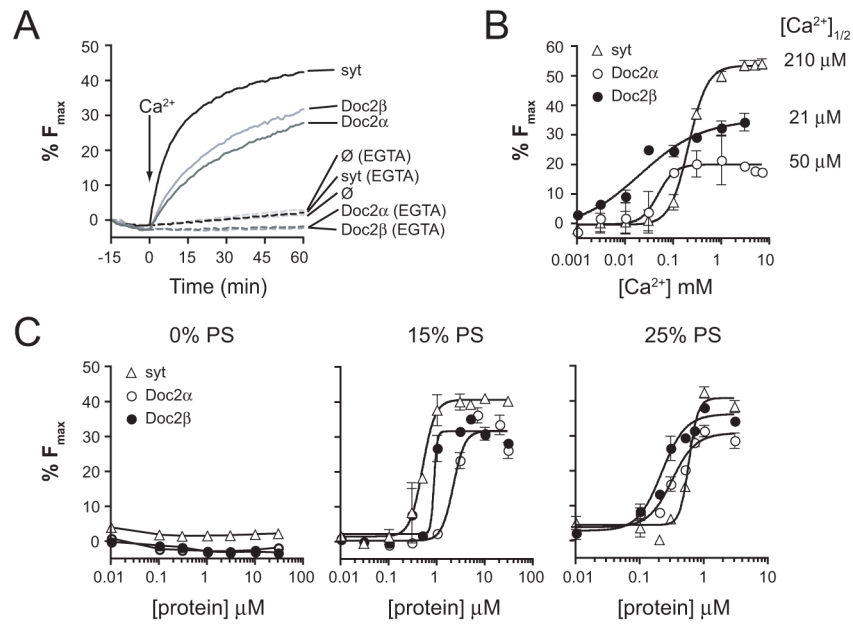 A
% Fmax
50
40
30
20
10
0
Ca²⁺
syt
Doc2β
Doc2α
Ø (EGTA)
syt (EGTA)
Ø
Doc2α (EGTA)
Doc2β (EGTA)
-15 0 15 30 45 60
Time (min)
B
[Ca²⁺]1/2
% Fmax
60
50
40
30
20
10
0
syt
Doc2α
Doc2β
210 µM
21 µM
50 µM
0.001 0.01 0.1 1 10
[Ca²⁺] mM
C
0% PS 15% PS 25% PS
% Fmax
50
40
30
20
10
0
syt
Doc2α
Doc2β
0.01 0.1 1 10 100
[protein] µM
0.01 0.1 1 10 100
[protein] µM
0.01 0.1 1 10
[protein] µM